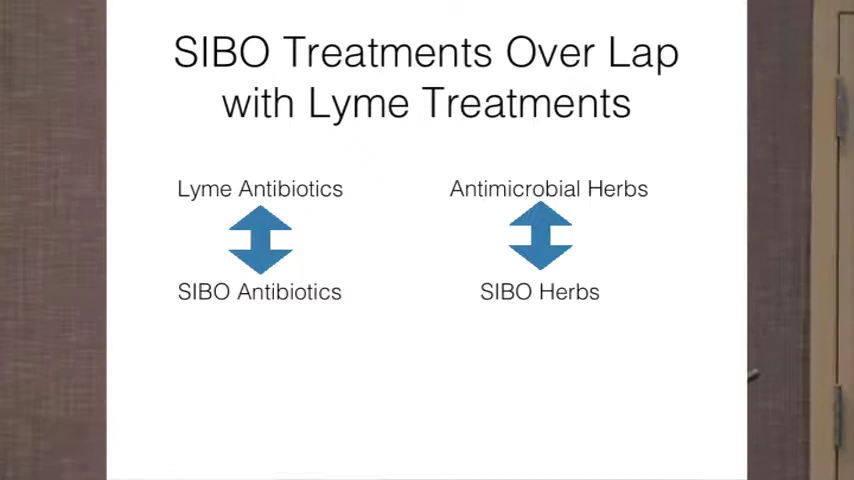 SIBO Treatments Over Lap
with Lyme Treatments
Lyme Antibiotics
Antimicrobial Herbs
SIBO Antibiotics
SIBO Herbs